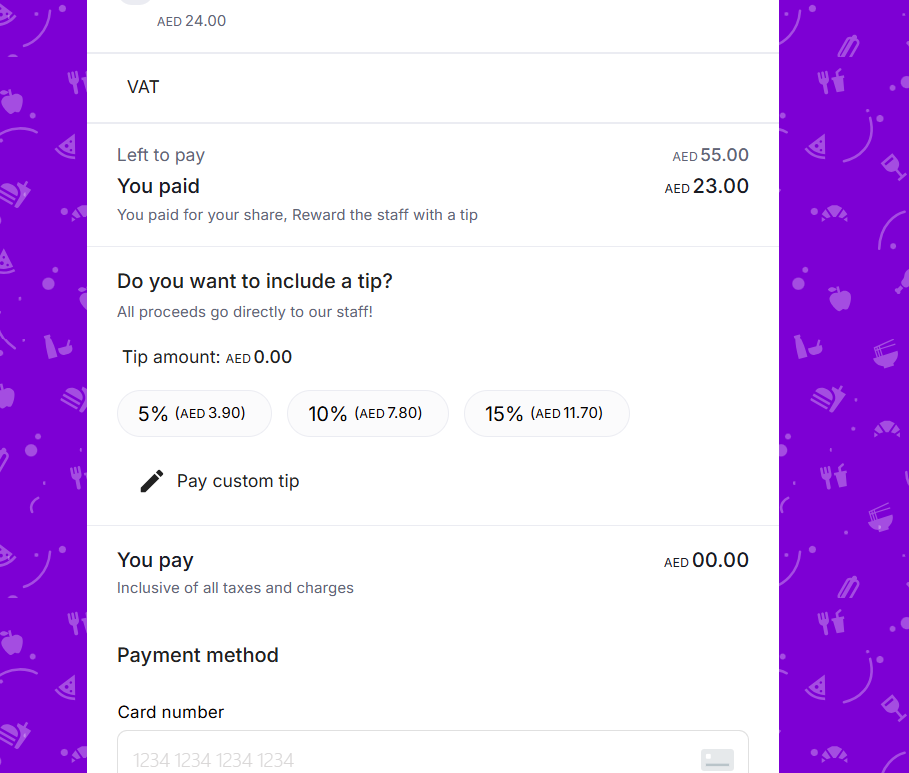 AED 24.00
VAT
Left to pay AED 55.00
You paid AED 23.00
You paid for your share, Reward the staff with a tip
Do you want to include a tip?
All proceeds go directly to our staff!
Tip amount: AED 0.00
5% (AED 3.90) 10% (AED 7.80) 15% (AED 11.70)
Pay custom tip
You pay AED 00.00
Inclusive of all taxes and charges
Payment method
Card number
1234 1234 1234 1234